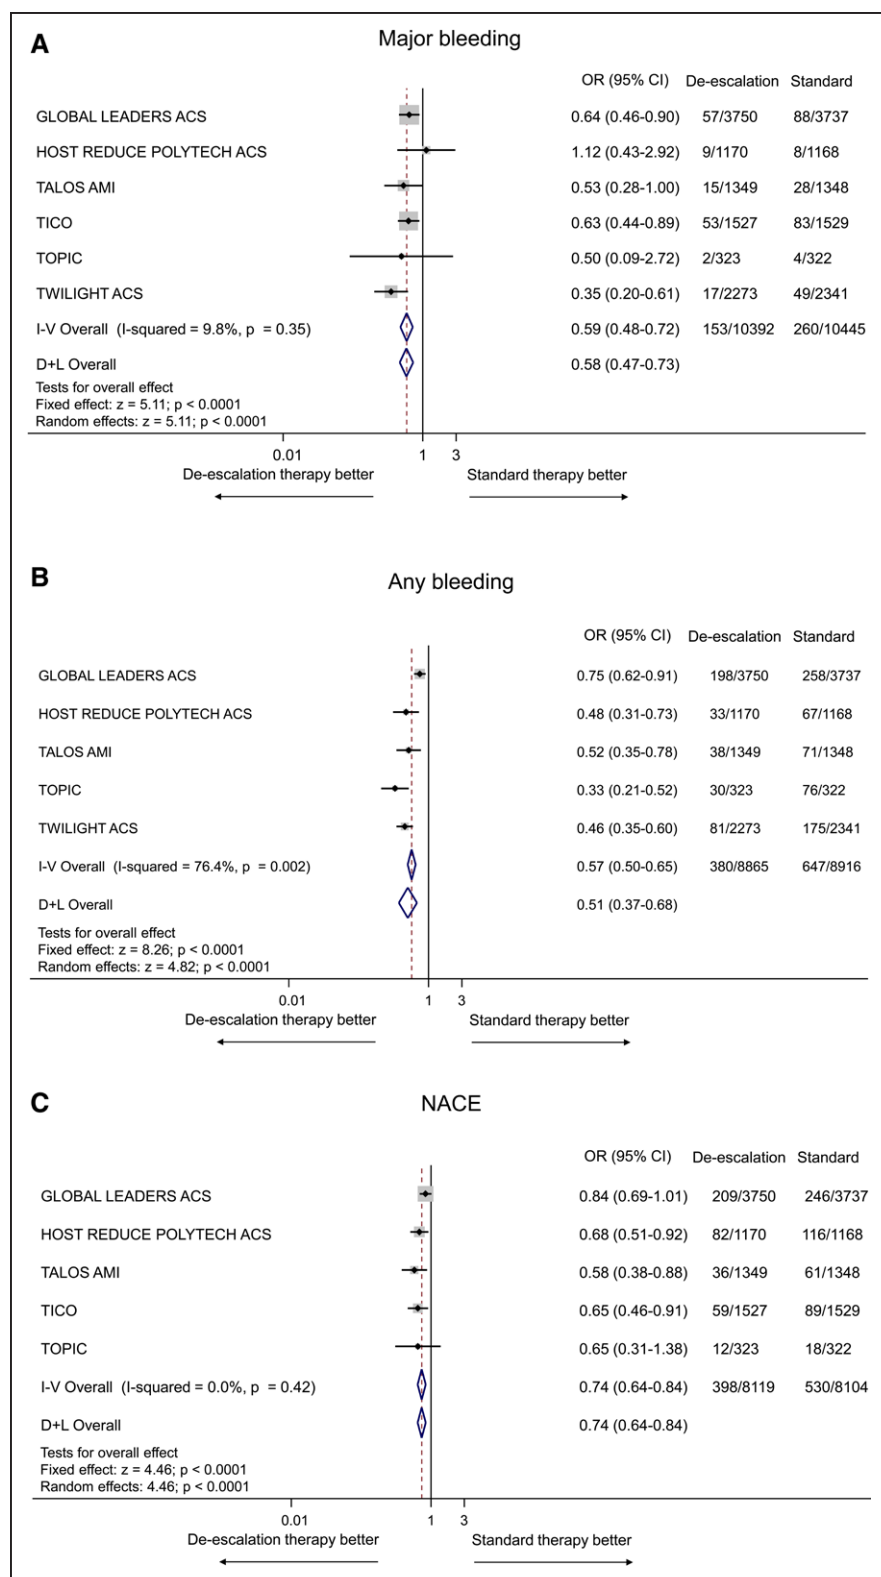 A
Major bleeding
OR (95% CI) De-escalation Standard
GLOBAL LEADERS ACS 0.64 (0.46-0.90) 57/3750 88/3737
HOST REDUCE POLYTECH ACS 1.12 (0.43-2.92) 9/1170 8/1168
TALOS AMI 0.53 (0.28-1.00) 15/1349 28/1348
TICO 0.63 (0.44-0.89) 53/1527 83/1529
TOPIC 0.50 (0.09-2.72) 2/323 4/322
TWILIGHT ACS 0.35 (0.20-0.61) 17/2273 49/2341
I-V Overall (I-squared = 9.8%, p = 0.35) 0.59 (0.48-0.72) 153/10392 260/10445
D+L Overall 0.58 (0.47-0.73)
Tests for overall effect
Fixed effect: z = 5.11; p < 0.0001
Random effects: z = 5.11; p < 0.0001
0.01 1 3
De-escalation therapy better Standard therapy better
B
Any bleeding
OR (95% CI) De-escalation Standard
GLOBAL LEADERS ACS 0.75 (0.62-0.91) 198/3750 258/3737
HOST REDUCE POLYTECH ACS 0.48 (0.31-0.73) 33/1170 67/1168
TALOS AMI 0.52 (0.35-0.78) 38/1349 71/1348
TOPIC 0.33 (0.21-0.52) 30/323 76/322
TWILIGHT ACS 0.46 (0.35-0.60) 81/2273 175/2341
I-V Overall (I-squared = 76.4%, p = 0.002) 0.57 (0.50-0.65) 380/8865 647/8916
D+L Overall 0.51 (0.37-0.68)
Tests for overall effect
Fixed effect: z = 8.26; p < 0.0001
Random effects: z = 4.82; p < 0.0001
0.01 1 3
De-escalation therapy better Standard therapy better
C
NACE
OR (95% CI) De-escalation Standard
GLOBAL LEADERS ACS 0.84 (0.69-1.01) 209/3750 246/3737
HOST REDUCE POLYTECH ACS 0.68 (0.51-0.92) 82/1170 116/1168
TALOS AMI 0.58 (0.38-0.88) 36/1349 61/1348
TICO 0.65 (0.46-0.91) 59/1527 89/1529
TOPIC 0.65 (0.31-1.38) 12/323 18/322
I-V Overall (I-squared = 0.0%, p = 0.42) 0.74 (0.64-0.84) 398/8119 530/8104
D+L Overall 0.74 (0.64-0.84)
Tests for overall effect
Fixed effect: z = 4.46; p < 0.0001
Random effects: 4.46; p < 0.0001
0.01 1 3
De-escalation therapy better Standard therapy better